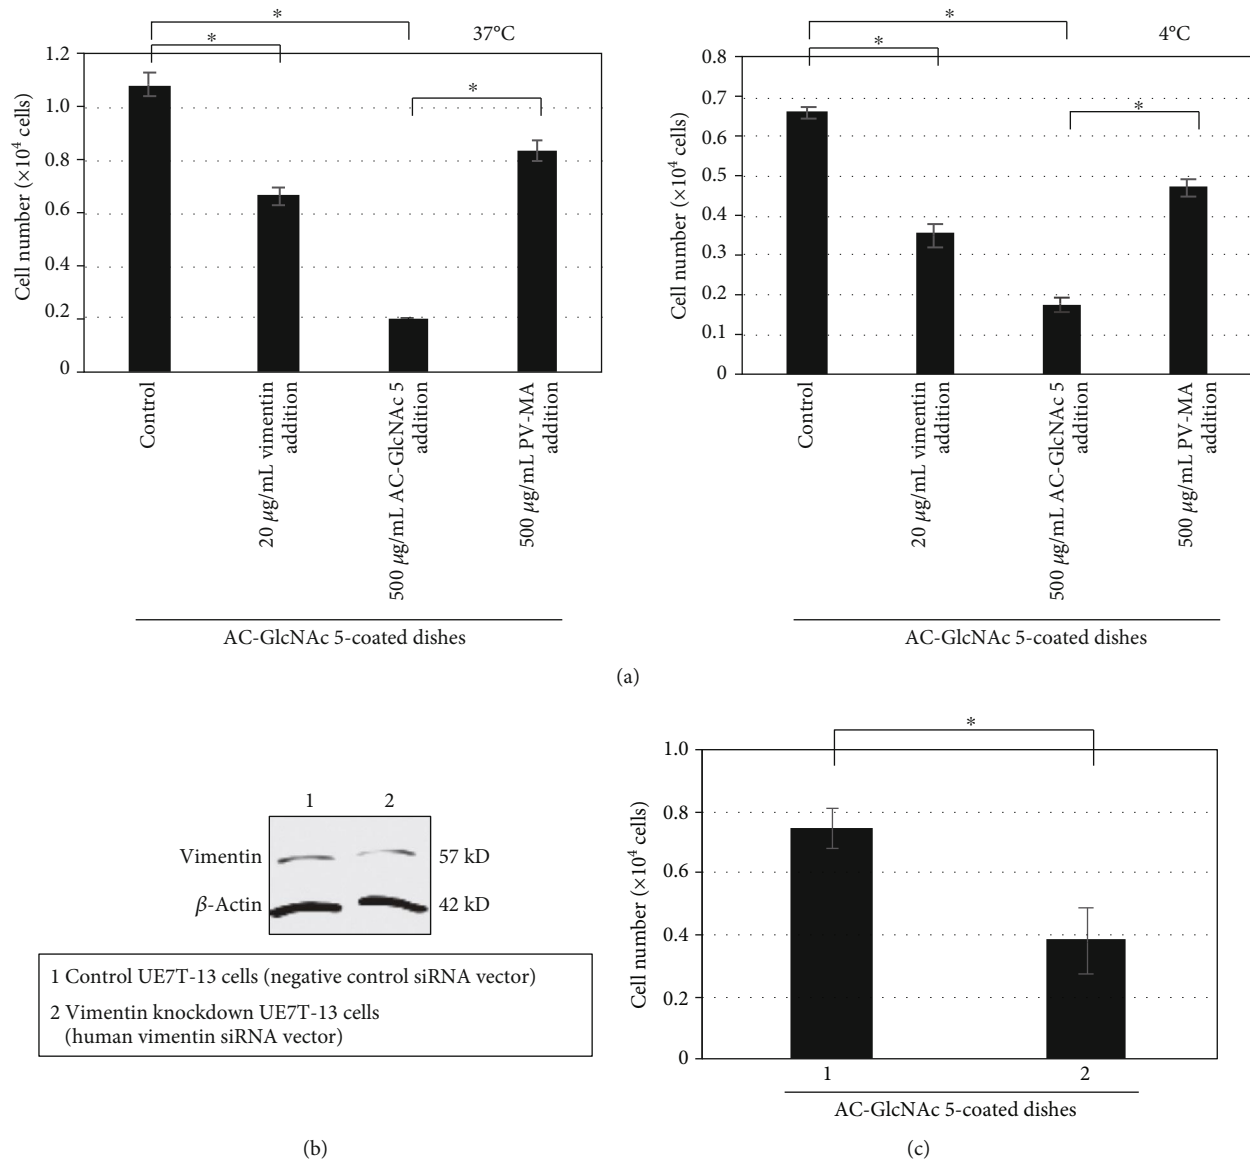 *
37°C
*
*
1.2
1.0
0.8
0.6
0.4
0.2
0
Cell number (×10⁴ cells)
Control
20 µg/mL vimentin
addition
500 µg/mL AC-GlcNAc 5
addition
500 µg/mL PV-MA
addition
AC-GlcNAc 5-coated dishes
*
4°C
*
*
0.8
0.7
0.6
0.5
0.4
0.3
0.2
0.1
0
Cell number (×10⁴ cells)
Control
20 µg/mL vimentin
addition
500 µg/mL AC-GlcNAc 5
addition
500 µg/mL PV-MA
addition
AC-GlcNAc 5-coated dishes
(a)
1 2
Vimentin 57 kD
β-Actin 42 kD
1 Control UE7T-13 cells (negative control siRNA vector)
2 Vimentin knockdown UE7T-13 cells
(human vimentin siRNA vector)
(b)
*
1.0
0.8
0.6
0.4
0.2
0
Cell number (×10⁴ cells)
1 2
AC-GlcNAc 5-coated dishes
(c)